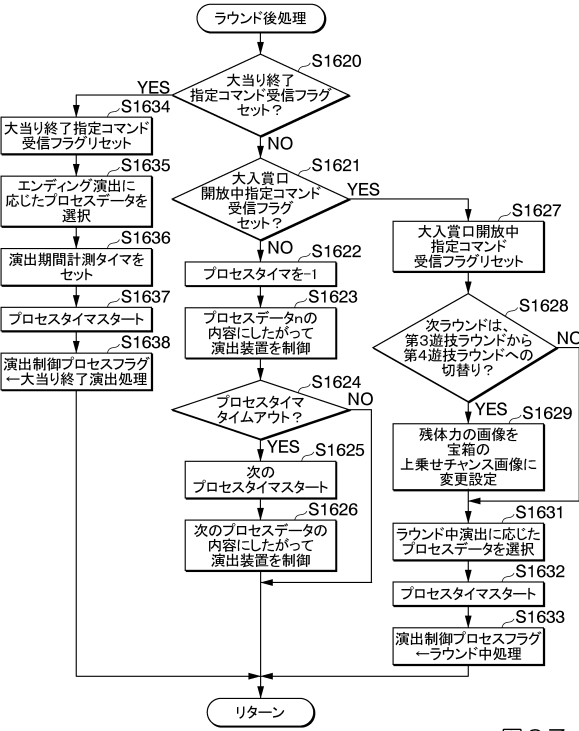 ラウンド後処理
S1620
大当り終了
指定コマンド受信フラグ
セット？
YES
NO
S1634
大当り終了指定コマンド
受信フラグリセット
S1635
エンディング演出に
応じたプロセスデータを
選択
S1636
演出期間計測タイマを
セット
S1637
プロセスタイマスタート
S1638
演出制御プロセスフラグ
←大当り終了演出処理
S1621
大入賞口
開放中指定コマンド
受信フラグ
セット？
YES
NO
S1622
プロセスタイマを-1
S1623
プロセスデータnの
内容にしたがって
演出装置を制御
S1624
プロセスタイマ
タイムアウト？
NO
YES
S1625
次の
プロセスタイマスタート
S1626
次のプロセスデータの
内容にしたがって
演出装置を制御
S1627
大入賞口開放中
指定コマンド
受信フラグリセット
S1628
次ラウンドは、
第3遊技ラウンドから
第4遊技ラウンドへの
切替り？
NO
YES
S1629
残体力の画像を
宝箱の
上乗せチャンス画像に
変更設定
S1631
ラウンド中演出に応じた
プロセスデータを選択
S1632
プロセスタイマスタート
S1633
演出制御プロセスフラグ
←ラウンド中処理
リターン